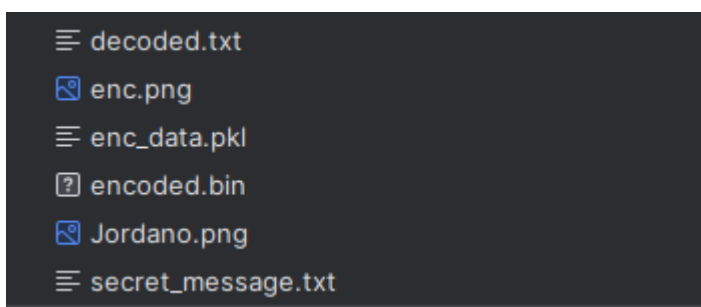 decoded.txt
enc.png
enc_data.pkl
encoded.bin
Jordano.png
secret_message.txt